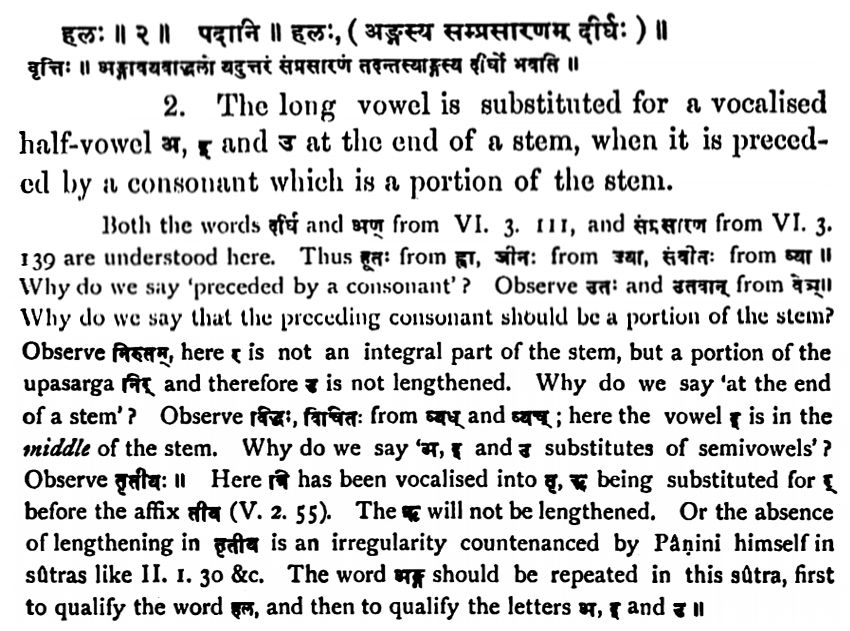 हलः ॥ २ ॥ पदानि ॥ हलः, ( अङ्गस्य सम्प्रसारणम् दीर्घः ) ॥
वृत्तिः ॥ अङ्गावयवाद्धलो यदुत्तरं संप्रसारणं तदन्तस्याङ्गस्य दीर्घो भवति ॥
2. The long vowel is substituted for a vocalised
half-vowel अ, इ and उ at the end of a stem, when it is preced-
ed by a consonant which is a portion of the stem.
Both the words दीर्घ and अण् from VI. 3. 111, and संप्रसारण from VI. 3.
139 are understood here. Thus हूतः from ह्वा, जीनः from ज्या, संवीतः from व्या ॥
Why do we say 'preceded by a consonant'? Observe उतः and उतवान् from वेञ्॥
Why do we say that the preceding consonant should be a portion of the stem?
Observe निरुतम्, here र् is not an integral part of the stem, but a portion of the
upasarga निर् and therefore उ is not lengthened. Why do we say 'at the end
of a stem'? Observe विद्धः, विचितः from व्यध् and व्यच् ; here the vowel इ is in the
middle of the stem. Why do we say 'अ, इ and उ substitutes of semivowels'?
Observe तृतीयः ॥ Here त्रि has been vocalised into तृ, ऋ being substituted for र्
before the affix तीय (V. 2. 55). The ऋ will not be lengthened. Or the absence
of lengthening in तृतीय is an irregularity countenanced by Pâṇini himself in
sûtras like II. 1. 30 &c. The word अङ्ग should be repeated in this sûtra, first
to qualify the word हल, and then to qualify the letters अ, इ and उ ॥